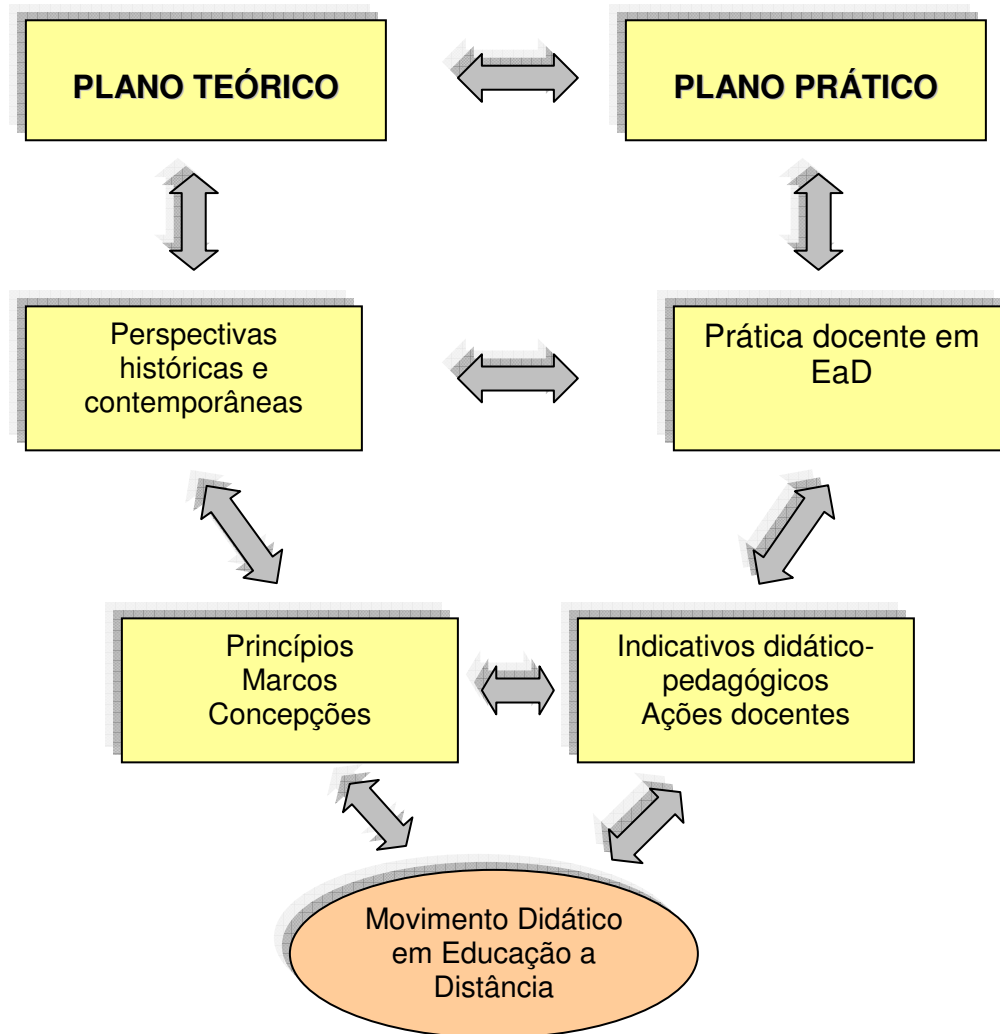 PLANO TEÓRICO
PLANO PRÁTICO
Perspectivas
históricas e
contemporâneas
Prática docente em
EaD
Princípios
Marcos
Concepções
Indicativos didático-
pedagógicos
Ações docentes
Movimento Didático
em Educação a
Distância